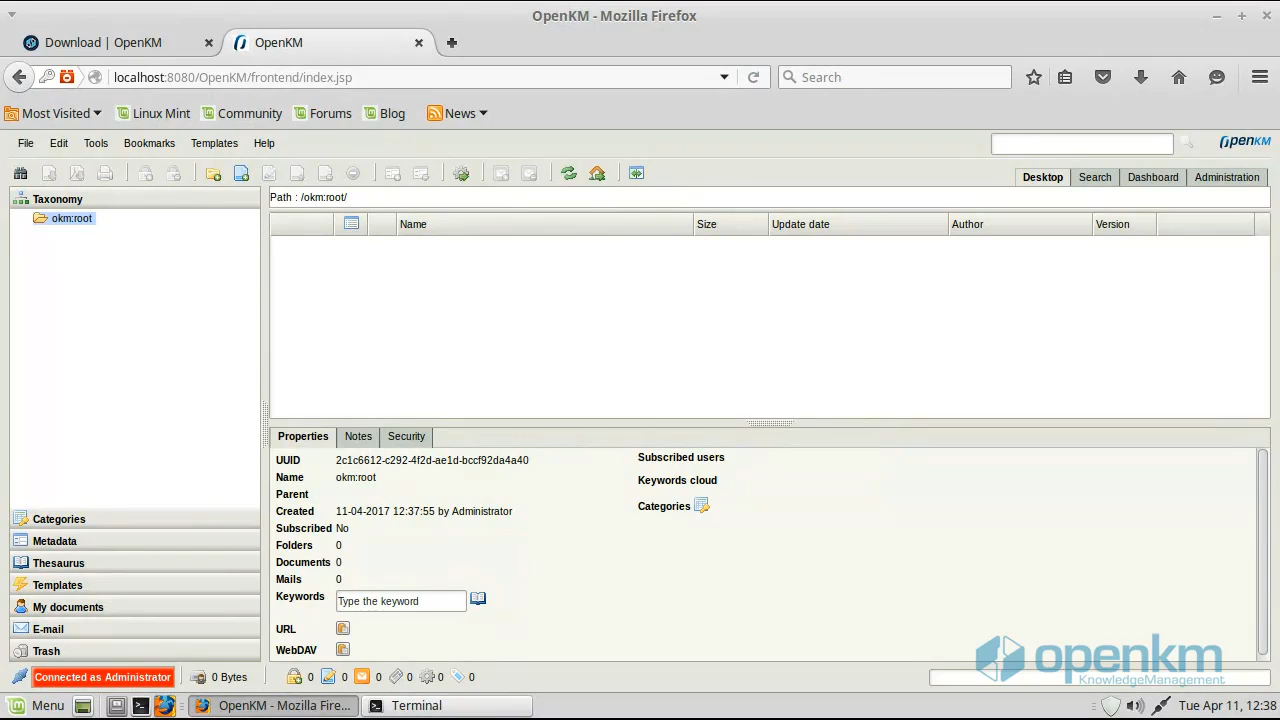 OpenKM - Mozilla Firefox
Download | OpenKM
OpenKM
localhost:8080/OpenKM/frontend/index.jsp
Search
Most Visited
Linux Mint
Community
Forums
Blog
News
File Edit Tools Bookmarks Templates Help
OpenKM
Desktop Search Dashboard Administration
Taxonomy
okm:root
Path : /okm:root/
Name Size Update date Author Version
Categories
Metadata
Thesaurus
Templates
My documents
E-mail
Trash
Properties Notes Security
UUID 2c1c6612-c292-4f2d-ae1d-bccf92da4a40
Name okm:root
Parent
Created 11-04-2017 12:37:55 by Administrator
Subscribed No
Folders 0
Documents 0
Mails 0
Keywords Type the keyword
URL
WebDAV
Subscribed users
Keywords cloud
Categories
openkm
KnowledgeManagement
Connected as Administrator 0 Bytes 0 0 0 0 0 0
Menu OpenKM - Mozilla Fire... Terminal Tue Apr 11, 12:38